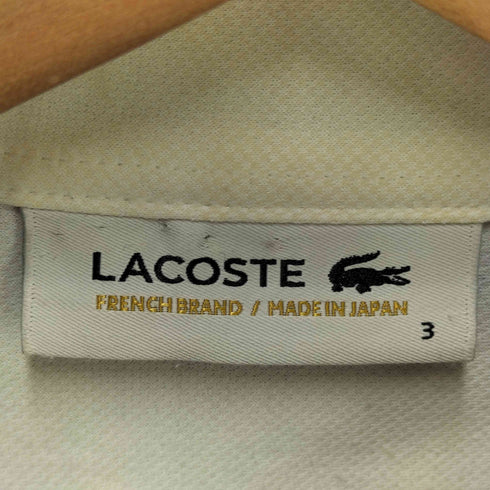 LACOSTE
FRENCH BRAND / MADE IN JAPAN
3